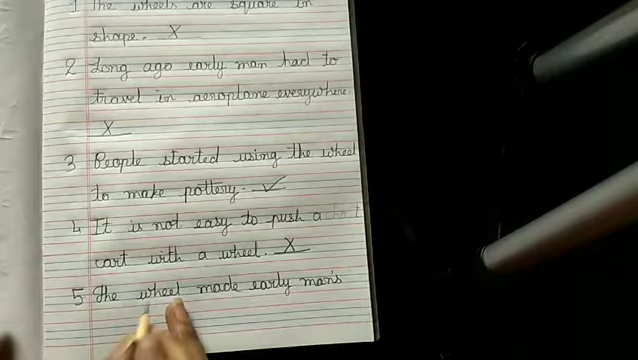 1 The wheels are square in
shape. X
2 Long ago early man had to
travel in aeroplane everywhere.
X
3 People started using the wheel
to make pottery. ✓
4 It is not easy to push a
cart with a wheel. X
5 The wheel made early man's